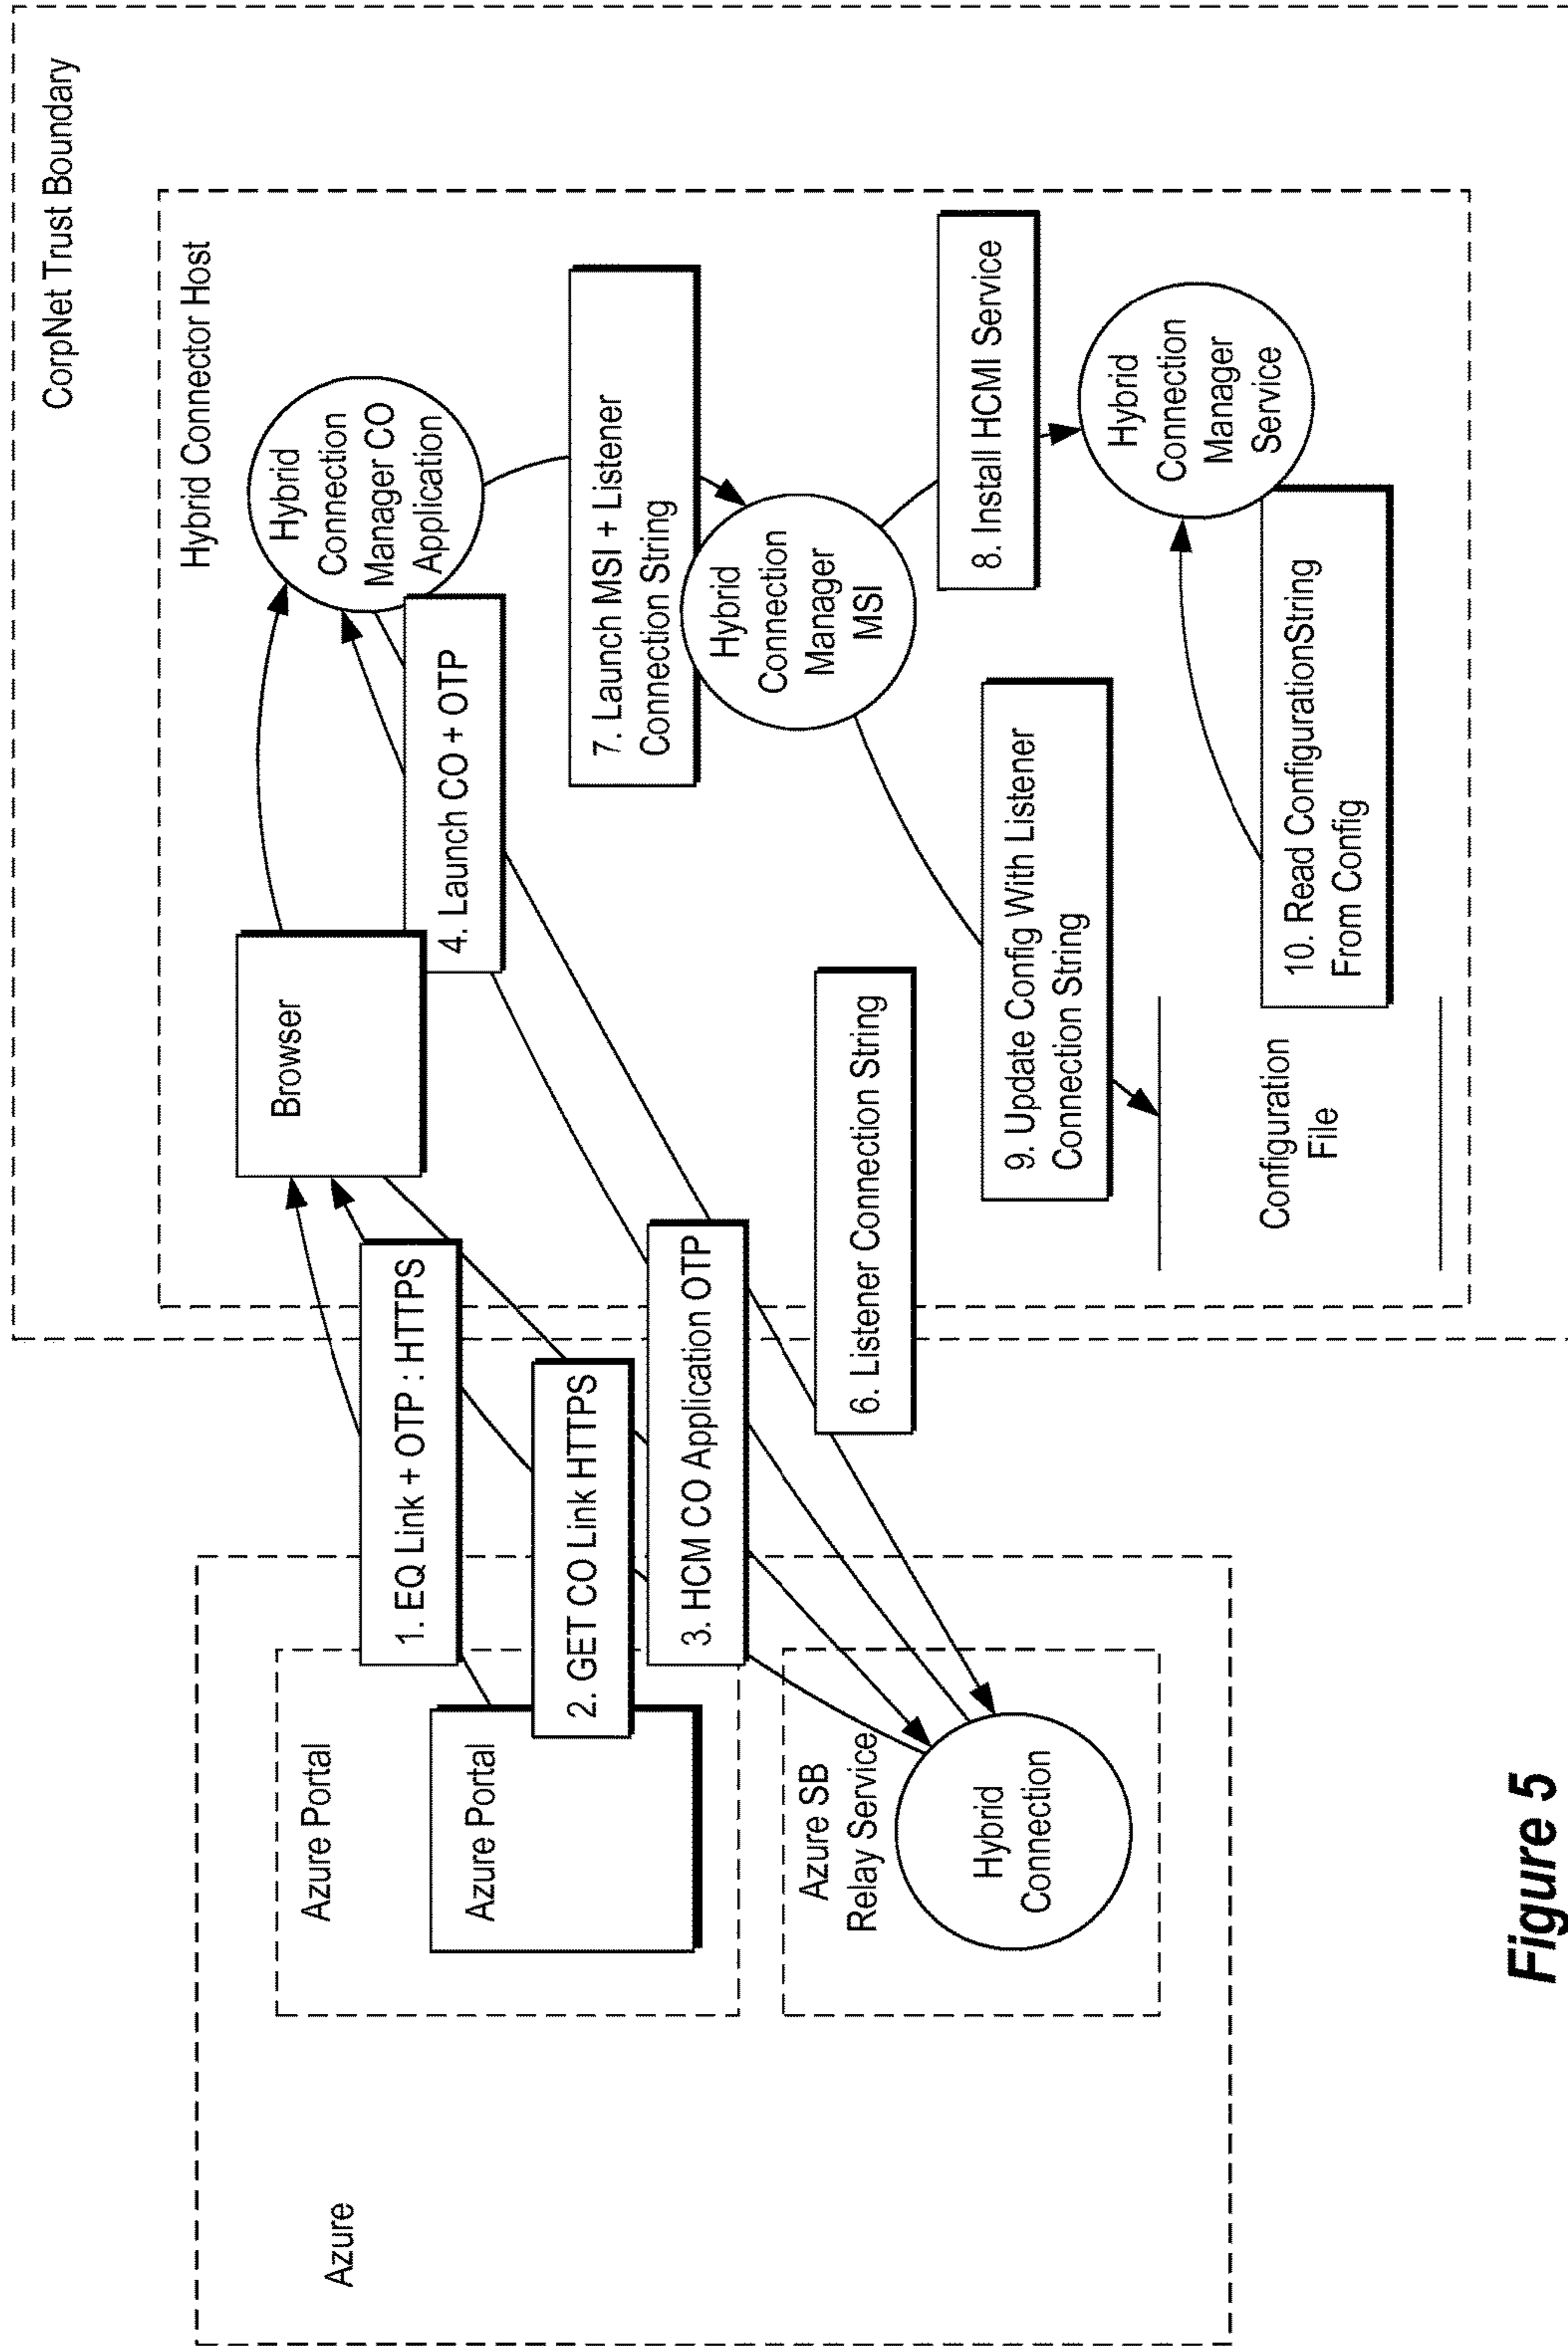 CorpNet Trust Boundary
Hybrid Connector Host
Azure
Azure Portal
Azure Portal
Azure SB
Relay Service
Hybrid
Connection
Browser
1. EQ Link + OTP : HTTPS
2. GET CO Link HTTPS
3. HCM CO Application OTP
4. Launch CO + OTP
Hybrid
Connection
Manager CO
Application
6. Listener Connection String
7. Launch MSI + Listener
Connection String
Hybrid
Connection
Manager
MSI
8. Install HCMI Service
Hybrid
Connection
Manager
Service
9. Update Config With Listener
Connection String
10. Read ConfigurationString
From Config
Configuration
File
Figure 5